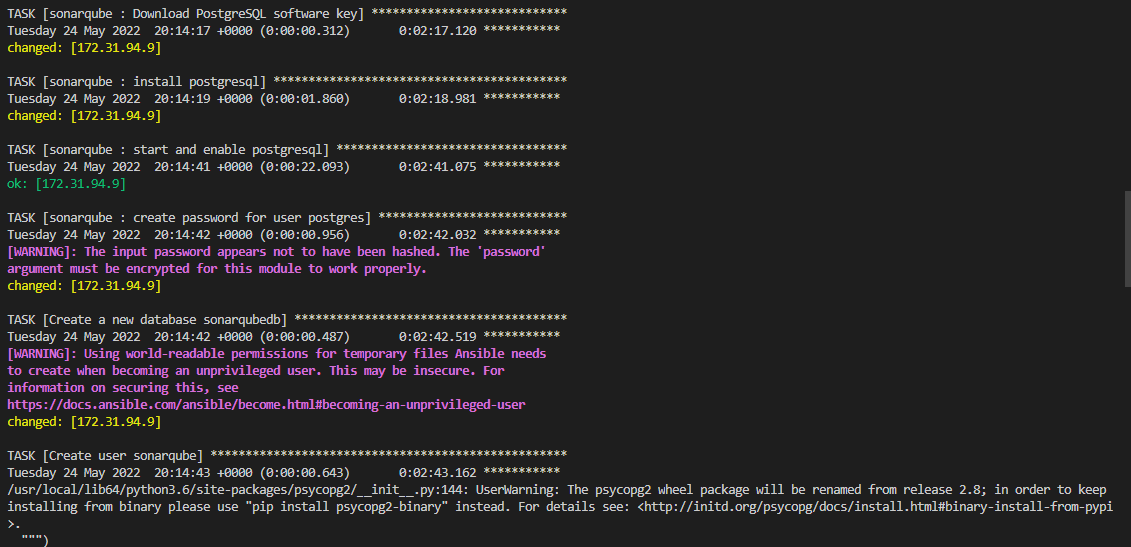 TASK [sonarqube : Download PostgreSQL software key] ****************************
Tuesday 24 May 2022  20:14:17 +0000 (0:00:00.312)       0:02:17.120 ***********
changed: [172.31.94.9]
TASK [sonarqube : install postgresql] ******************************************
Tuesday 24 May 2022  20:14:19 +0000 (0:00:01.860)       0:02:18.981 ***********
changed: [172.31.94.9]
TASK [sonarqube : start and enable postgresql] *********************************
Tuesday 24 May 2022  20:14:41 +0000 (0:00:22.093)       0:02:41.075 ***********
ok: [172.31.94.9]
TASK [sonarqube : create password for user postgres] ***************************
Tuesday 24 May 2022  20:14:42 +0000 (0:00:00.956)       0:02:42.032 ***********
[WARNING]: The input password appears not to have been hashed. The 'password'
argument must be encrypted for this module to work properly.
changed: [172.31.94.9]
TASK [Create a new database sonarqubedb] ***************************************
Tuesday 24 May 2022  20:14:42 +0000 (0:00:00.487)       0:02:42.519 ***********
[WARNING]: Using world-readable permissions for temporary files Ansible needs
to create when becoming an unprivileged user. This may be insecure. For
information on securing this, see
https://docs.ansible.com/ansible/become.html#becoming-an-unprivileged-user
changed: [172.31.94.9]
TASK [Create user sonarqube] ***************************************************
Tuesday 24 May 2022  20:14:43 +0000 (0:00:00.643)       0:02:43.162 ***********
/usr/local/lib64/python3.6/site-packages/psycopg2/__init__.py:144: UserWarning: The psycopg2 wheel package will be renamed from release 2.8; in order to keep
installing from binary please use "pip install psycopg2-binary" instead. For details see: <http://initd.org/psycopg/docs/install.html#binary-install-from-pypi
>.
  """)